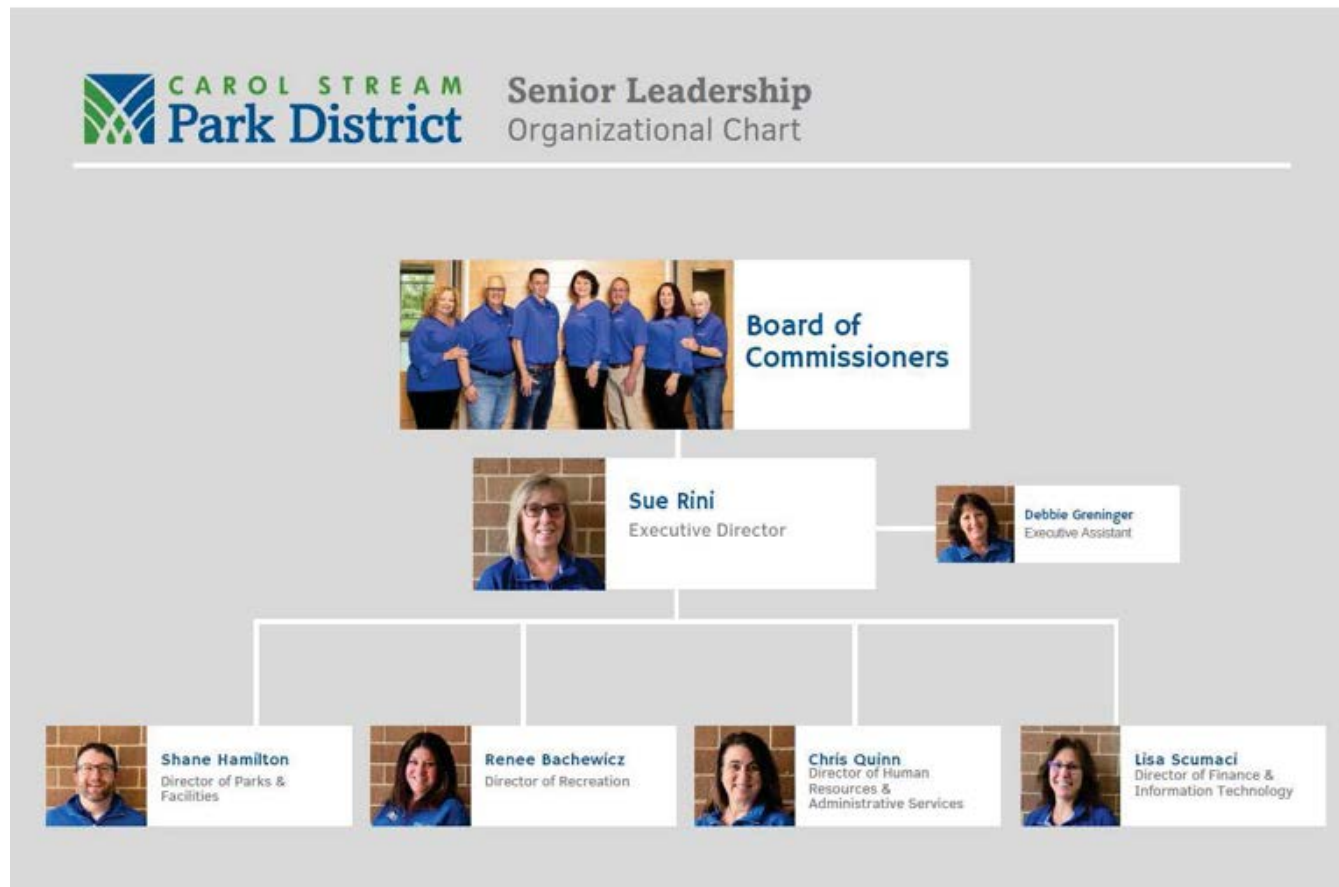 CAROL STREAM
Park District
Senior Leadership
Organizational Chart
Board of
Commissioners
Sue Rini
Executive Director
Debbie Greninger
Executive Assistant
Shane Hamilton
Director of Parks &
Facilities
Renee Bachewicz
Director of Recreation
Chris Quinn
Director of Human
Resources &
Administrative Services
Lisa Scumaci
Director of Finance &
Information Technology